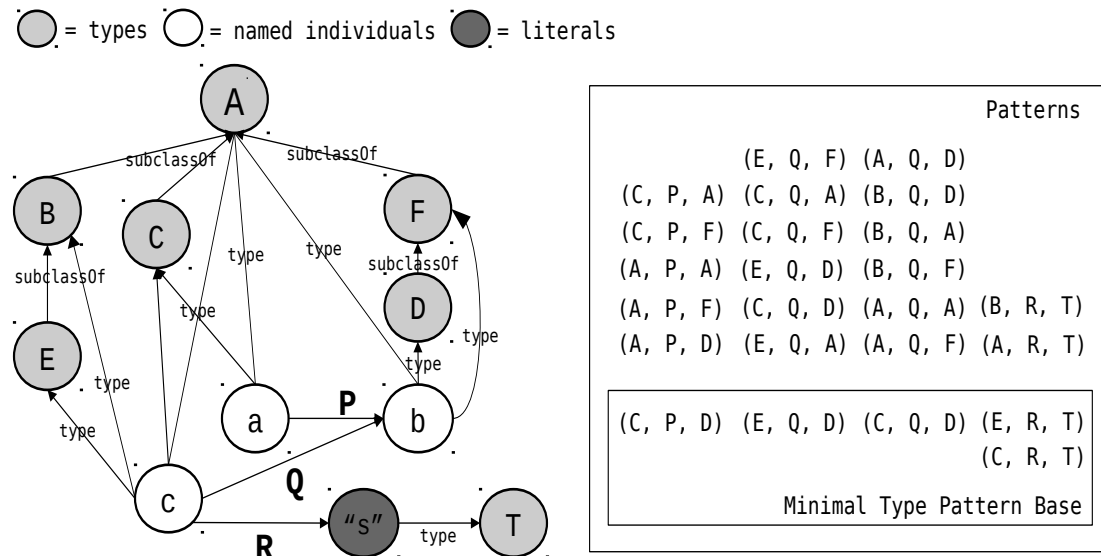 = types = named individuals = literals
A
subclassOf
subclassOf
B
C
F
type
type
subclassOf
subclassOf
D
type
type
E
type
type
type
a
P
b
c
Q
R
“s”
type
T
Patterns
(E, Q, F) (A, Q, D)
(C, P, A) (C, Q, A) (B, Q, D)
(C, P, F) (C, Q, F) (B, Q, A)
(A, P, A) (E, Q, D) (B, Q, F)
(A, P, F) (C, Q, D) (A, Q, A) (B, R, T)
(A, P, D) (E, Q, A) (A, Q, F) (A, R, T)
(C, P, D) (E, Q, D) (C, Q, D) (E, R, T)
(C, R, T)
Minimal Type Pattern Base